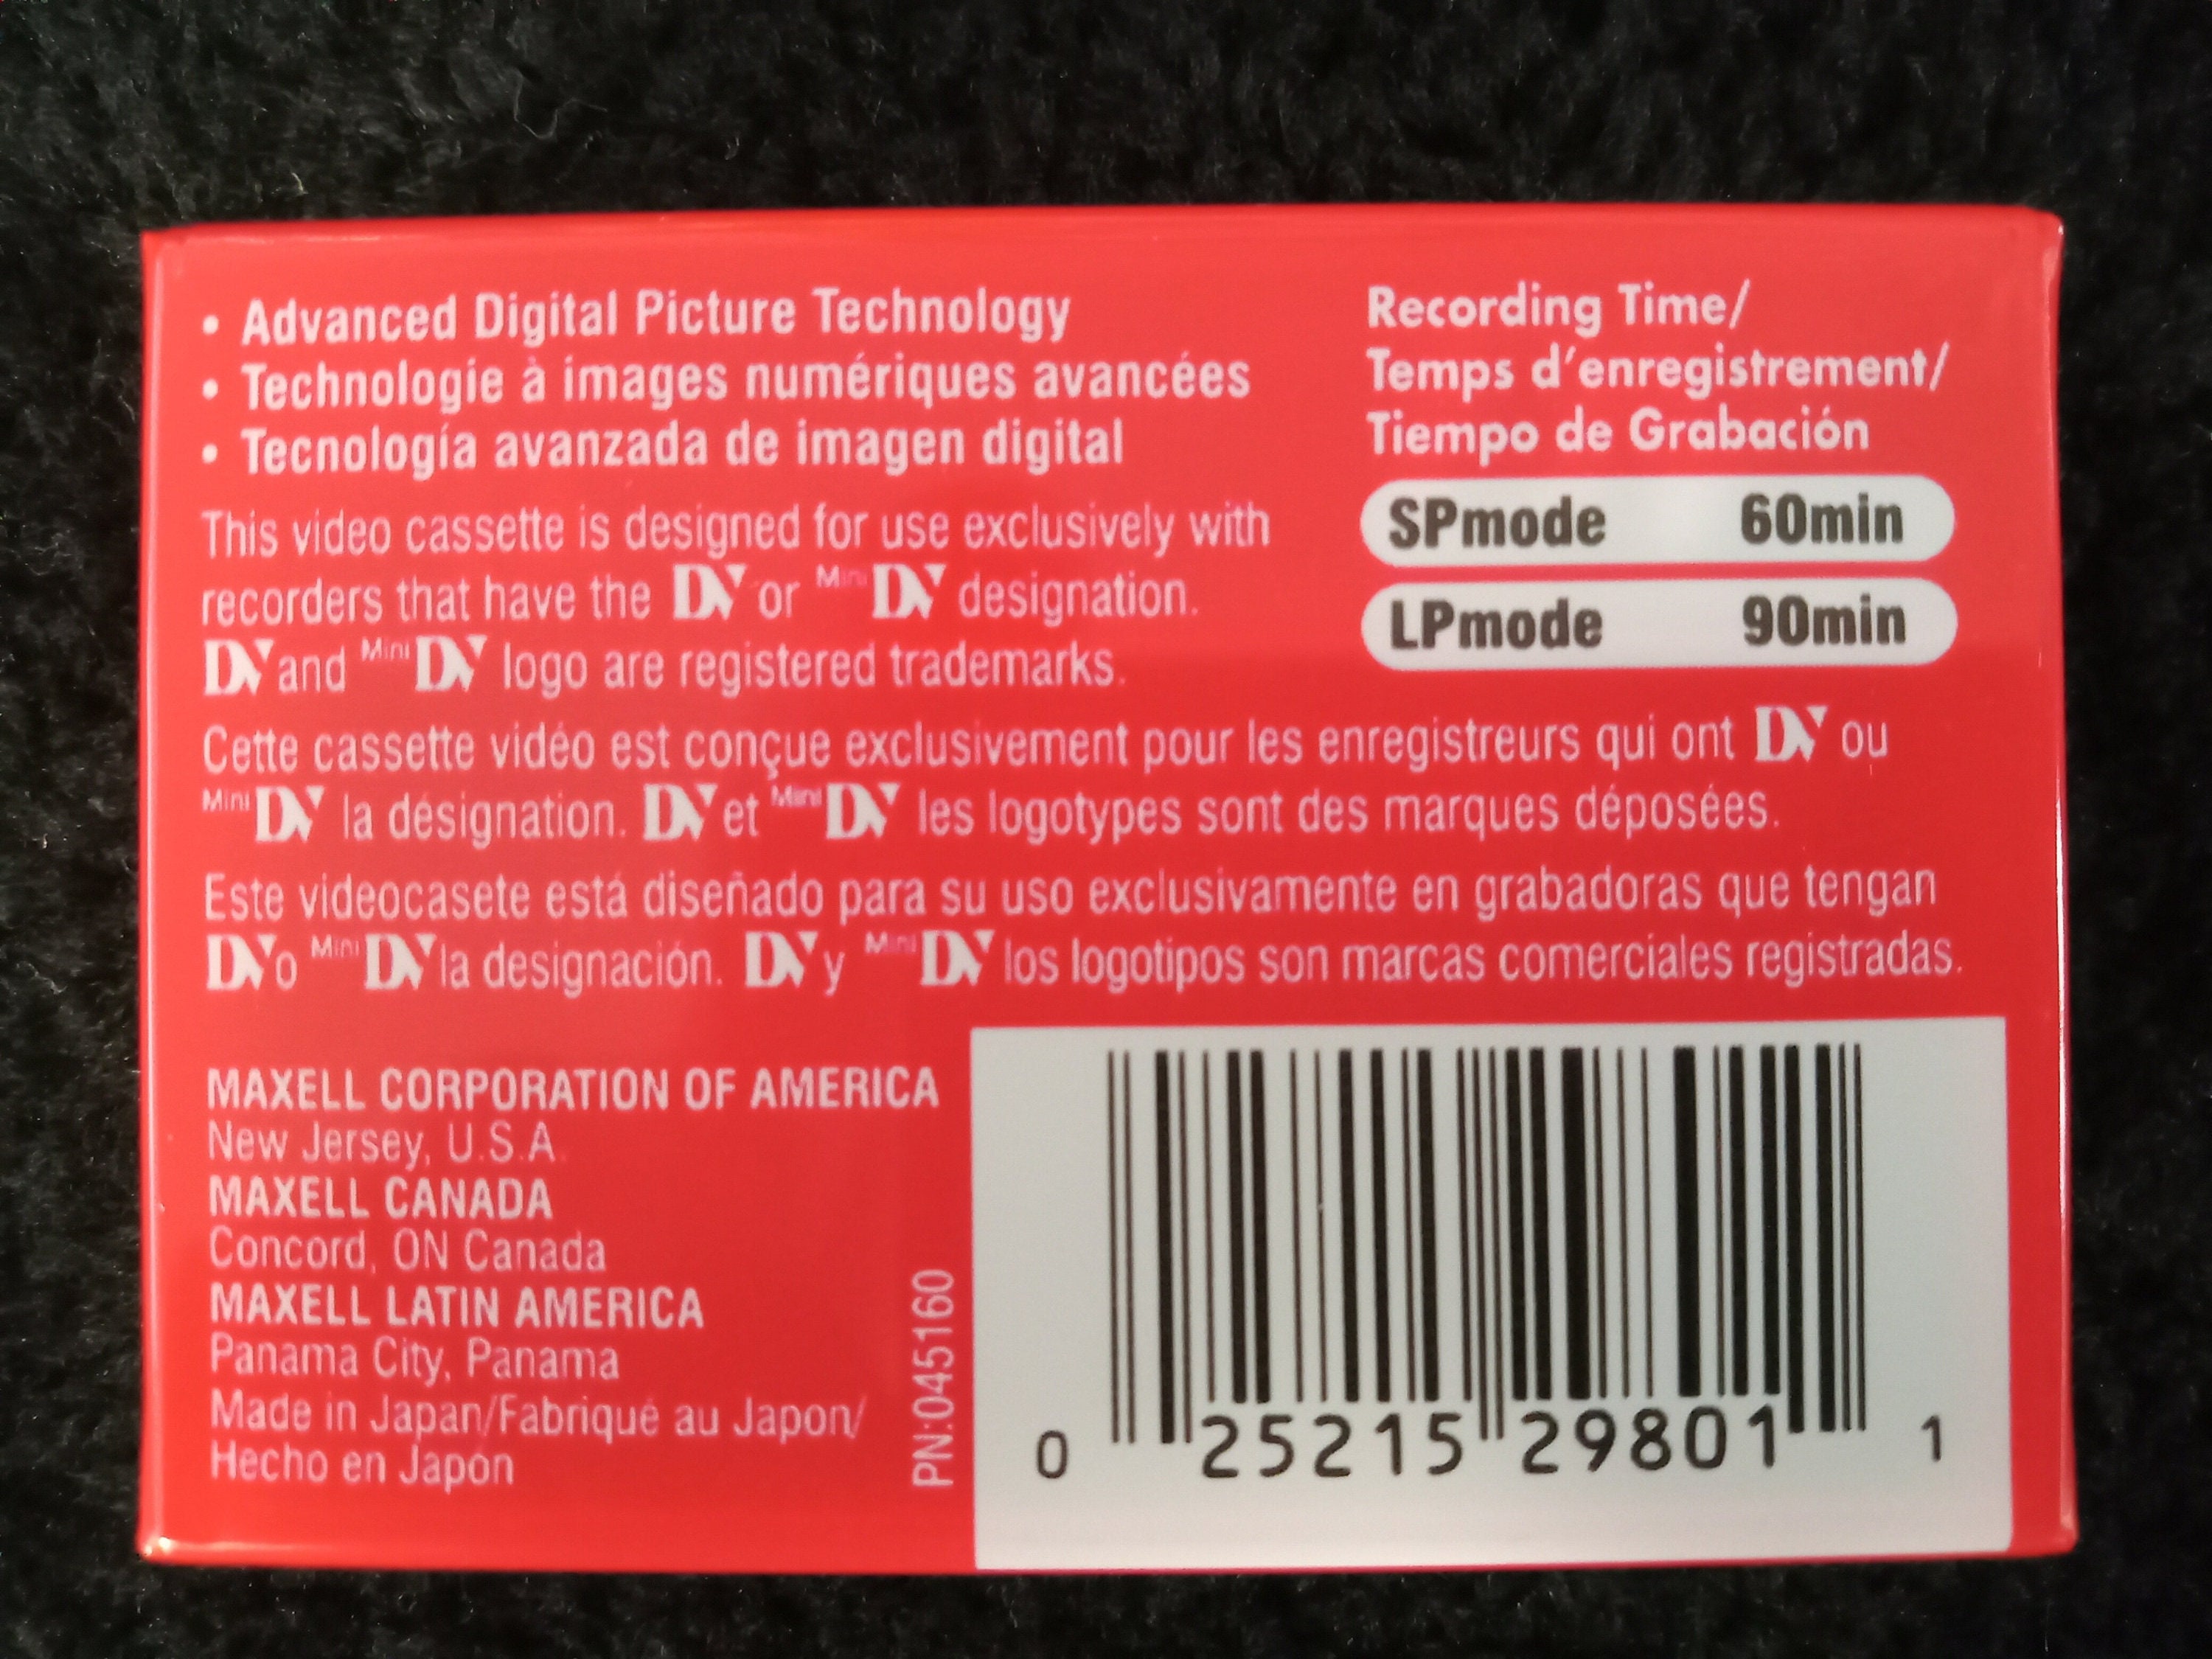 • Advanced Digital Picture Technology
• Technologie à images numériques avancées
• Tecnología avanzada de imagen digital
Recording Time/
Temps d'enregistrement/
Tiempo de Grabación
SPmode 60min
LPmode 90min
This video cassette is designed for use exclusively with
recorders that have the DV or Mini DV designation.
DV and Mini DV logo are registered trademarks.
Cette cassette vidéo est conçue exclusivement pour les enregistreurs qui ont DV ou
Mini DV la désignation. DV et Mini DV les logotypes sont des marques déposées.
Este videocasete está diseñado para su uso exclusivamente en grabadoras que tengan
DV o Mini DV la designación. DV y Mini DV los logotipos son marcas comerciales registradas.
MAXELL CORPORATION OF AMERICA
New Jersey, U.S.A.
MAXELL CANADA
Concord, ON Canada
MAXELL LATIN AMERICA
Panama City, Panama
Made in Japan/Fabriqué au Japon/
Hecho en Japón
PN:045160
0 25215 29801 1